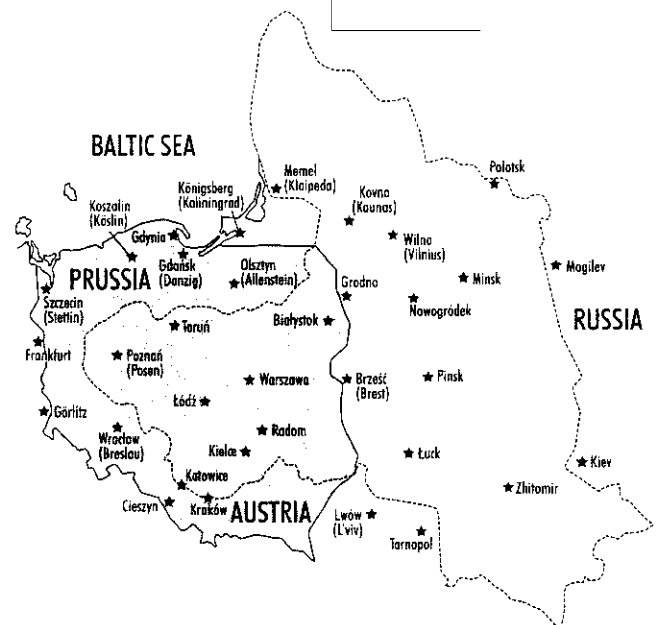 BALTIC SEA
Memel
(Klaipeda)
Polotsk
Königsberg
(Kaliningrad)
Koszalin
(Köslin)
Kovna
(Kaunas)
Gdynia
Wilna
(Vilnius)
Gdańsk
(Danzig)
Olsztyn
(Allenstein)
Mogilev
PRUSSIA
Minsk
Grodno
Szczecin
(Stettin)
Nowogródek
RUSSIA
Toruń
Białystok
Frankfurt
Poznań
(Posen)
Warszawa
Brześć
(Brest)
Pinsk
Łódź
Görlitz
Wrocław
(Breslau)
Radom
Kielce
Łuck
Kiev
Katowice
Zhitomir
Cieszyn
Kraków
AUSTRIA
Lwów
(L'viv)
Tarnopol